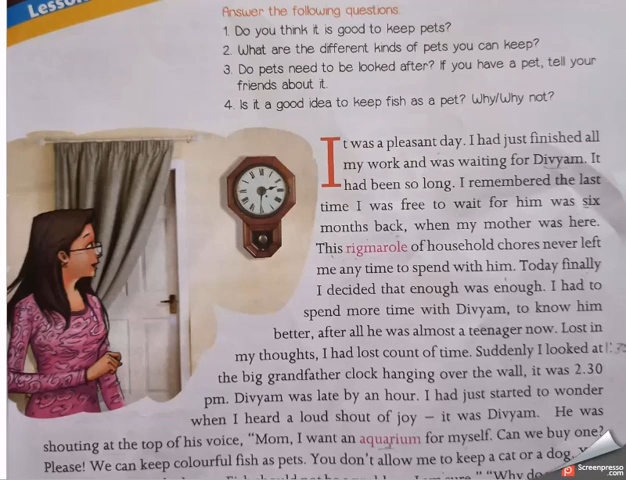 Lesson
Answer the following questions.
1. Do you think it is good to keep pets?
2. What are the different kinds of pets you can keep?
3. Do pets need to be looked after? If you have a pet, tell your
friends about it.
4. Is it a good idea to keep fish as a pet? Why/Why not?
It was a pleasant day. I had just finished all
my work and was waiting for Divyam. It
had been so long. I remembered the last
time I was free to wait for him was six
months back, when my mother was here.
This rigmarole of household chores never left
me any time to spend with him. Today finally
I decided that enough was enough. I had to
spend more time with Divyam, to know him
better, after all he was almost a teenager now. Lost in
my thoughts, I had lost count of time. Suddenly I looked at
the big grandfather clock hanging over the wall, it was 2.30
pm. Divyam was late by an hour. I had just started to wonder
when I heard a loud shout of joy – it was Divyam. He was
shouting at the top of his voice, “Mom, I want an aquarium for myself. Can we buy one?
Please! We can keep colourful fish as pets. You don't allow me to keep a cat or a dog.
Screenpresso
.com